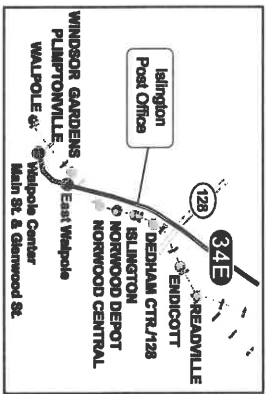 34E
128
Islington
Post Office
READVILLE
ENDICOTT
DEDHAM CTR./128
ISLINGTON
NORWOOD DEPOT
NORWOOD CENTRAL
WINDSOR GARDENS
PLIMPTONVILLE
WALPOLE
East Walpole
Walpole Center
Main St. & Glenwood St.